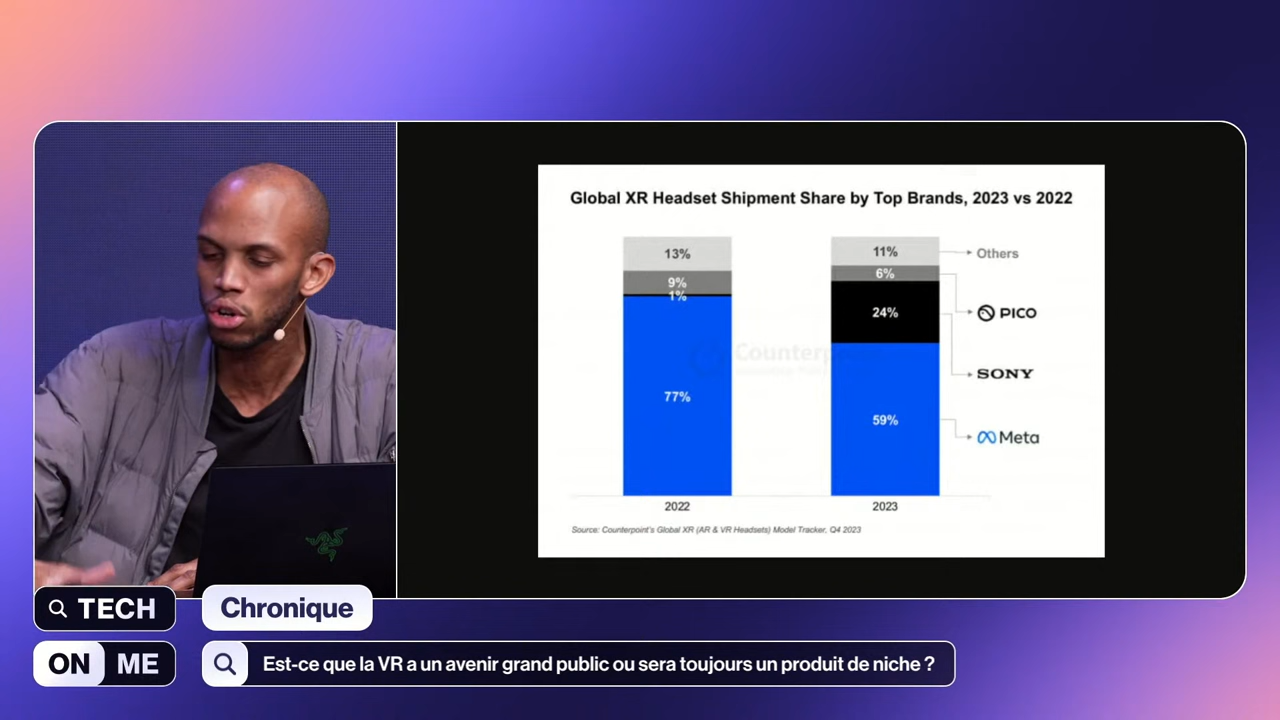 Global XR Headset Shipment Share by Top Brands, 2023 vs 2022
13%
9%
1%
77%
11%
6%
24%
59%
Others
PICO
SONY
Meta
2022
2023
Source: Counterpoint's Global XR (AR & VR Headsets) Model Tracker, Q4 2023
TECH
ON ME
Chronique
Est-ce que la VR a un avenir grand public ou sera toujours un produit de niche ?